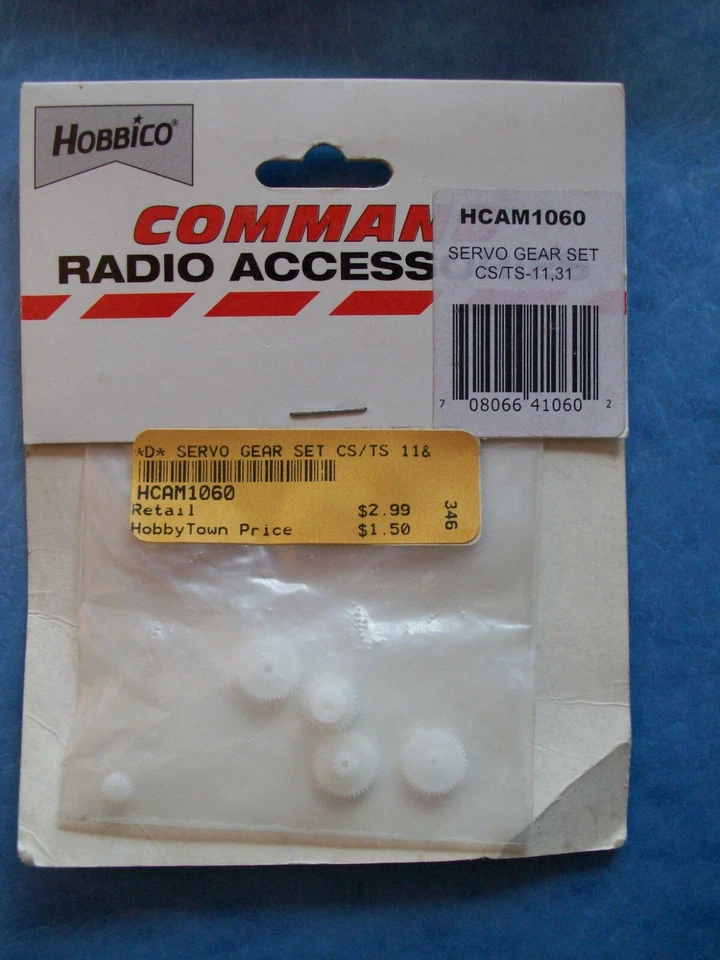 HOBBICO®
COMMAN
RADIO ACCESS
HCAM1060
SERVO GEAR SET
CS/TS-11,31
7 08066 41060 2
*D* SERVO GEAR SET CS/TS 11&
HCAM1060
Retail $2.99
HobbyTown Price $1.50
346